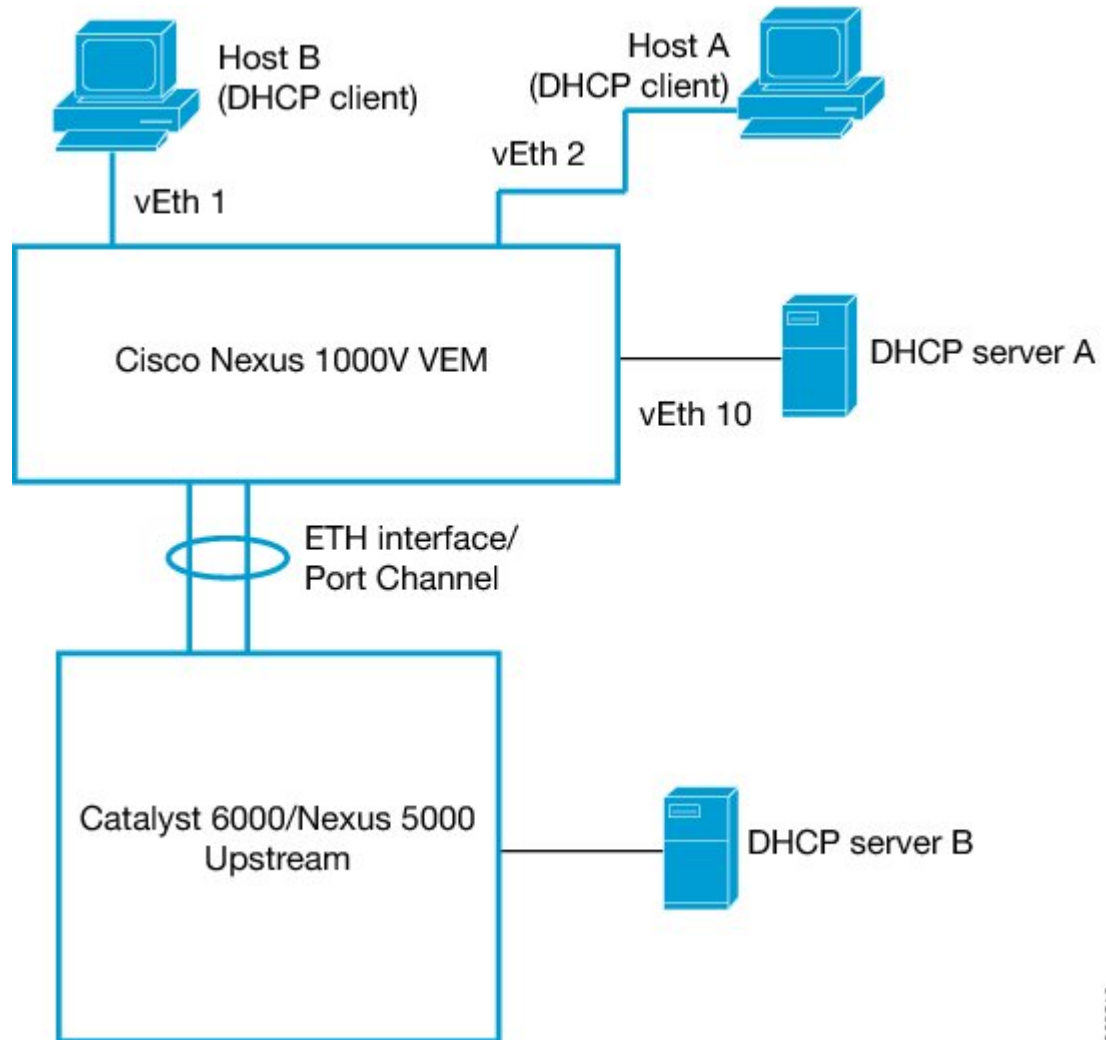 Host B
(DHCP client)
Host A
(DHCP client)
vEth 2
vEth 1
Cisco Nexus 1000V VEM
DHCP server A
vEth 10
ETH interface/
Port Channel
Catalyst 6000/Nexus 5000
Upstream
DHCP server B